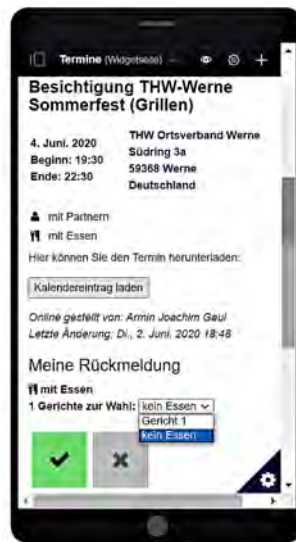 Termine (Widgetseite)
Besichtigung THW-Werne
Sommerfest (Grillen)
4. Juni. 2020
Beginn: 19:30
Ende: 22:30
THW Ortsverband Werne
Südring 3a
59368 Werne
Deutschland
mit Partnern
mit Essen
Hier können Sie den Termin herunterladen:
Kalendereintrag laden
Online gestellt von: Armin Joachim Gaul
Letzte Änderung: Di., 2. Juni, 2020 18:48
Meine Rückmeldung
mit Essen
1 Gerichte zur Wahl: kein Essen
Gericht 1
kein Essen